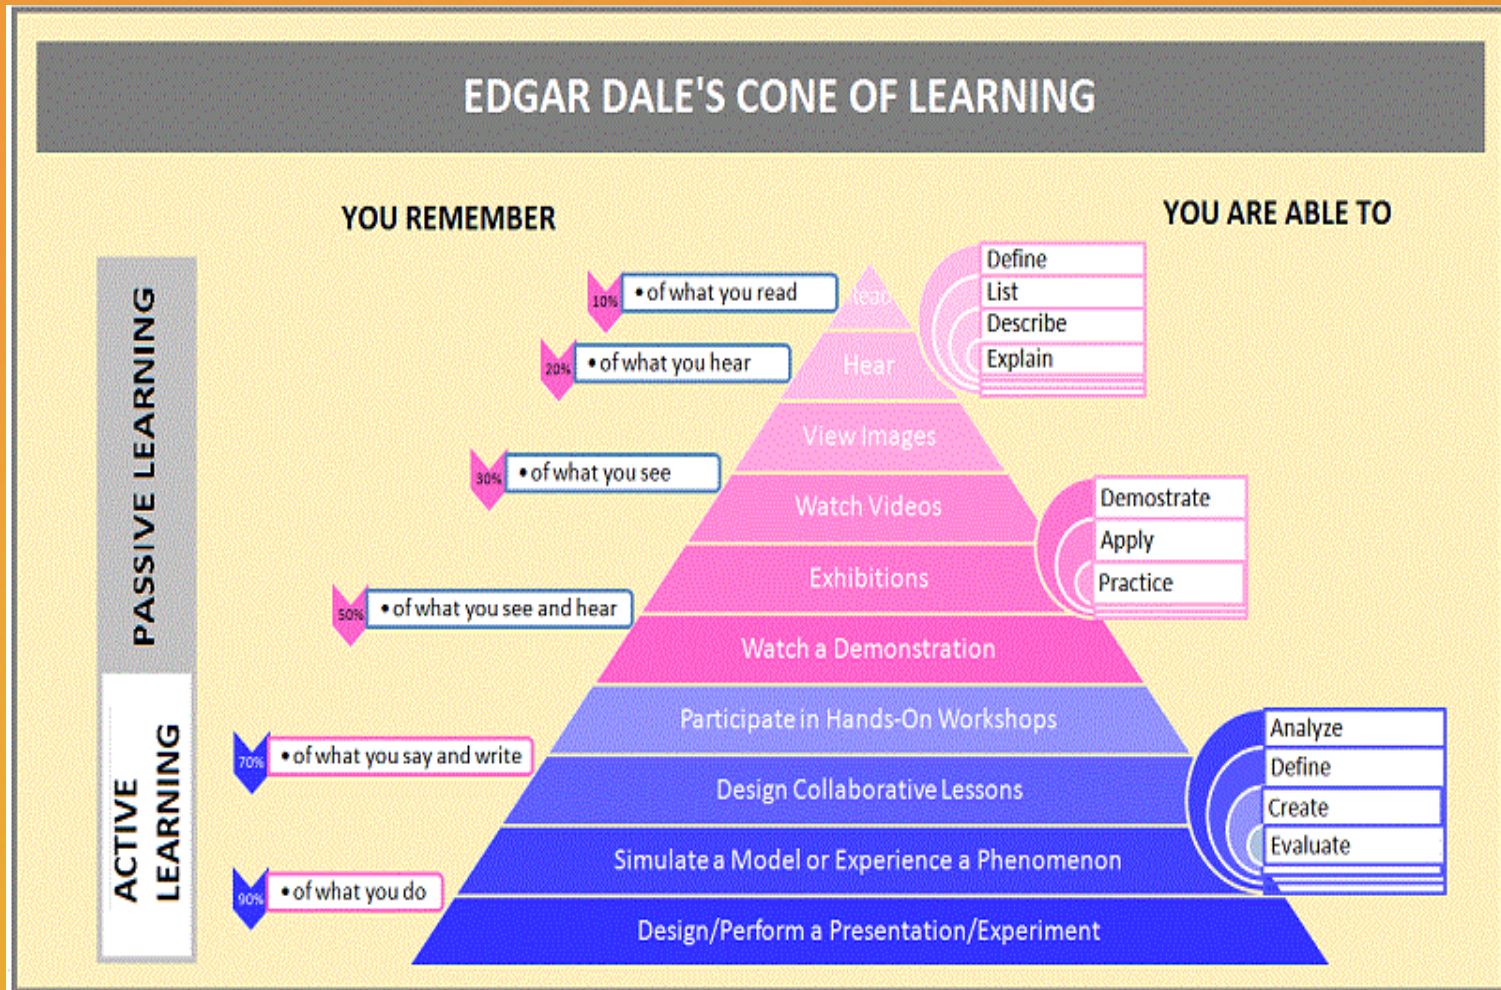 EDGAR DALE'S CONE OF LEARNING
YOU REMEMBER
YOU ARE ABLE TO
PASSIVE LEARNING
ACTIVE
LEARNING
10%
• of what you read
20%
• of what you hear
30%
• of what you see
50%
• of what you see and hear
70%
• of what you say and write
90%
• of what you do
Read
Hear
View Images
Watch Videos
Exhibitions
Watch a Demonstration
Participate in Hands-On Workshops
Design Collaborative Lessons
Simulate a Model or Experience a Phenomenon
Design/Perform a Presentation/Experiment
Define
List
Describe
Explain
Demostrate
Apply
Practice
Analyze
Define
Create
Evaluate